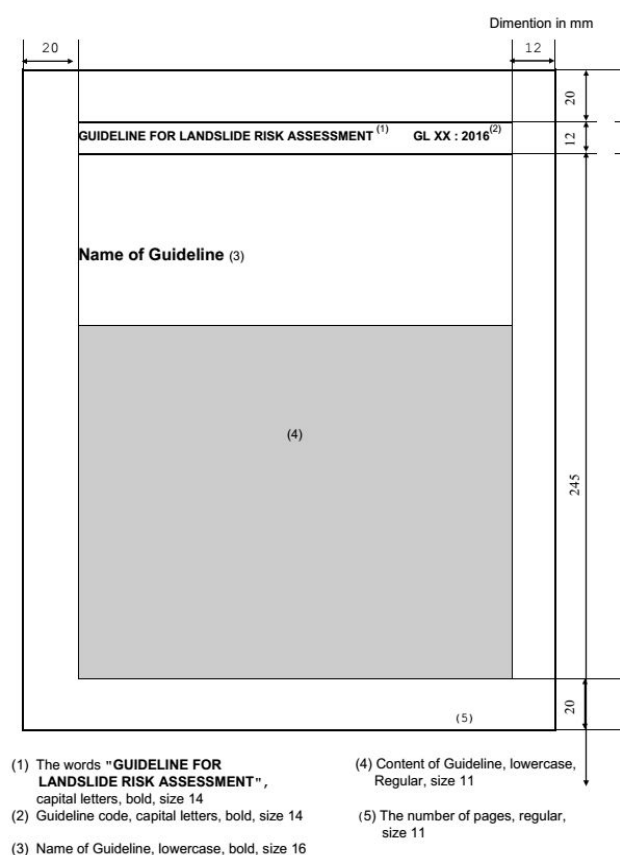 Dimention in mm
20 12
20
GUIDELINE FOR LANDSLIDE RISK ASSESSMENT (1) GL XX : 2016(2)
12
Name of Guideline (3)
(4)
245
20
(5)
(1) The words "GUIDELINE FOR
LANDSLIDE RISK ASSESSMENT",
capital letters, bold, size 14
(2) Guideline code, capital letters, bold, size 14
(3) Name of Guideline, lowercase, bold, size 16
(4) Content of Guideline, lowercase,
Regular, size 11
(5) The number of pages, regular,
size 11